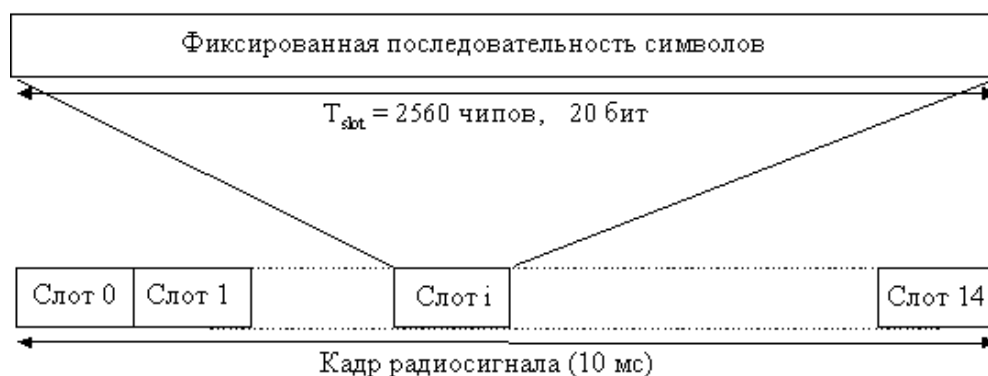 Фиксированная последовательность символов
T_slot = 2560 чипов, 20 бит
Слот 0 Слот 1 Слот i Слот 14
Кадр радиосигнала (10 мс)